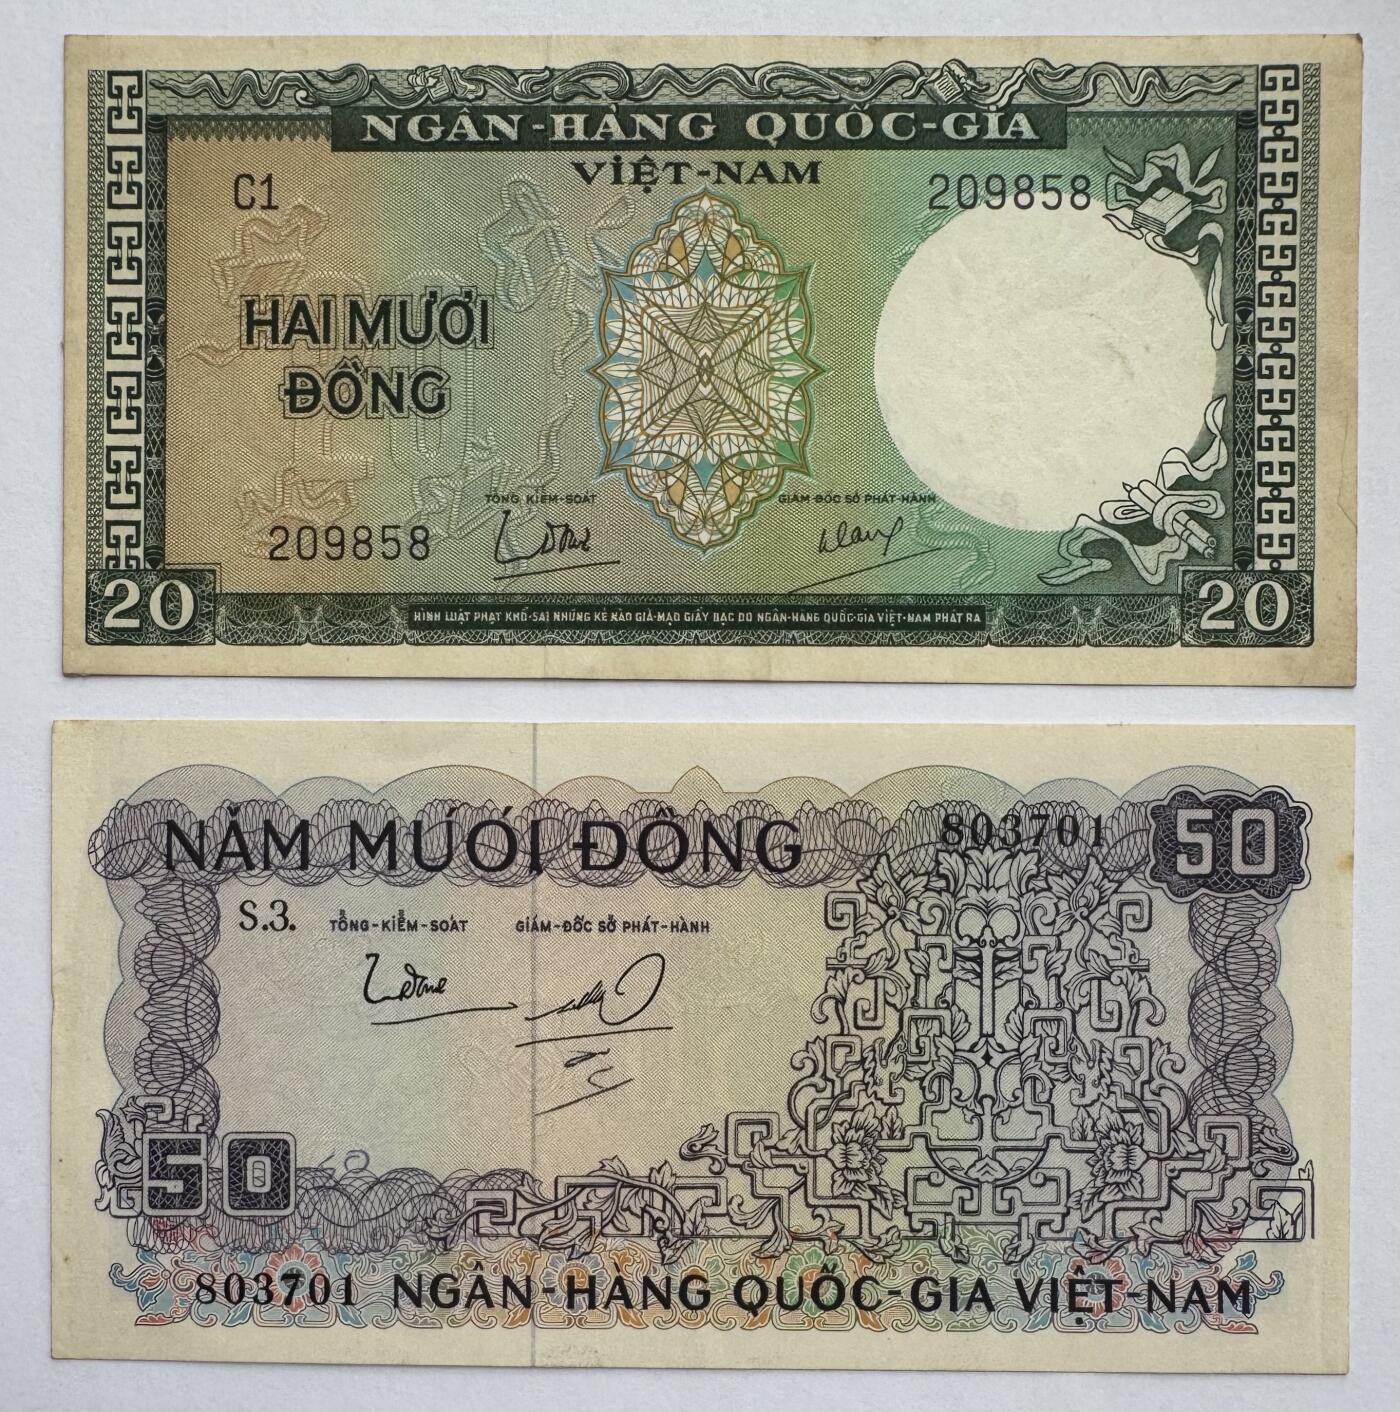 NGÂN-HÀNG QUỐC-GIA
VIỆT-NAM
C1
209858
HAI MƯƠI
ĐỒNG
TỔNG KIỂM-SOÁT
GIÁM ĐỐC SỞ PHÁT-HÀNH
209858
20
HÌNH LUẬT PHẠT KHỔ-SAI NHỮNG KẺ NÀO GIẢ-MẠO GIẤY BẠC DO NGÂN-HÀNG QUỐC-GIA VIỆT-NAM PHÁT RA
20
NĂM MƯƠI ĐỒNG
803701
50
S.3.
TỔNG-KIỂM-SOÁT
GIÁM-ĐỐC SỞ PHÁT-HÀNH
50
803701
NGÂN-HÀNG QUỐC-GIA VIỆT-NAM